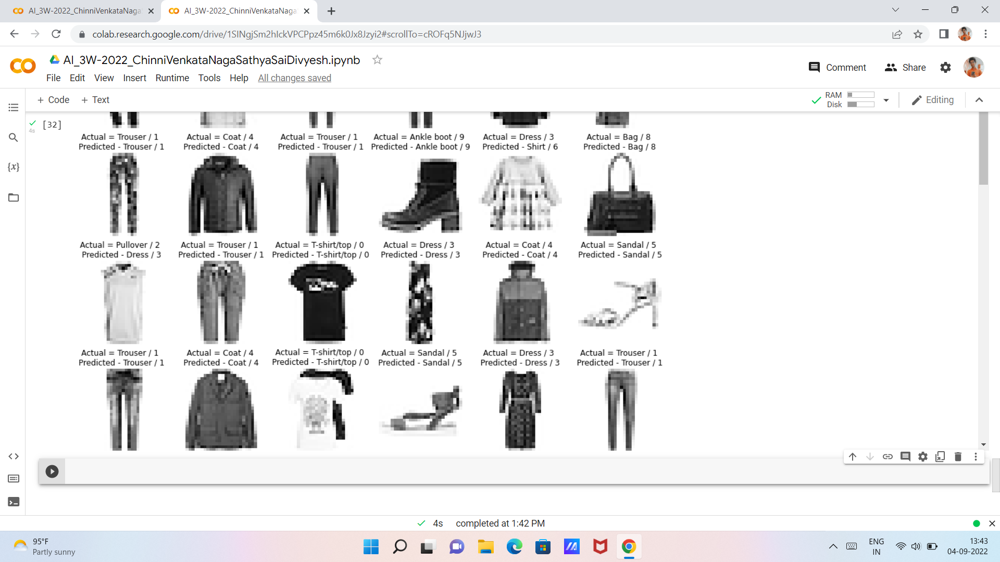 AI_3W-2022_ChinniVenkataNaga
AI_3W-2022_ChinniVenkataNaga
colab.research.google.com/drive/1SINgjSm2hIckVPCPpz45m6k0Jx8Jzyi2#scrollTo=cROFq5NJjwJ3
AI_3W-2022_ChinniVenkataNagaSathyaSaiDivyesh.ipynb
Comment
Share
File Edit View Insert Runtime Tools Help All changes saved
+ Code + Text
RAM
Disk
Editing
[32]
4s
Actual = Trouser / 1 Actual = Coat / 4 Actual = Trouser / 1 Actual = Ankle boot / 9 Actual = Dress / 3 Actual = Bag / 8
Predicted - Trouser / 1 Predicted - Coat / 4 Predicted - Trouser / 1 Predicted - Ankle boot / 9 Predicted - Shirt / 6 Predicted - Bag / 8
{x}
Actual = Pullover / 2 Actual = Trouser / 1 Actual = T-shirt/top / 0 Actual = Dress / 3 Actual = Coat / 4 Actual = Sandal / 5
Predicted - Dress / 3 Predicted - Trouser / 1 Predicted - T-shirt/top / 0 Predicted - Dress / 3 Predicted - Coat / 4 Predicted - Sandal / 5
Actual = Trouser / 1 Actual = Coat / 4 Actual = T-shirt/top / 0 Actual = Sandal / 5 Actual = Dress / 3 Actual = Trouser / 1
Predicted - Trouser / 1 Predicted - Coat / 4 Predicted - T-shirt/top / 0 Predicted - Sandal / 5 Predicted - Dress / 3 Predicted - Trouser / 1
4s completed at 1:42 PM
95°F
Partly sunny
ENG
IN
13:43
04-09-2022